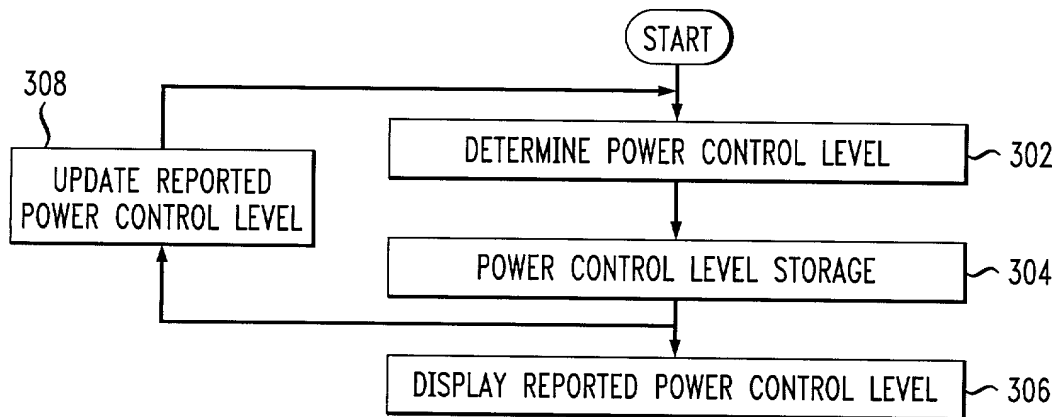 START
308
DETERMINE POWER CONTROL LEVEL
302
UPDATE REPORTED
POWER CONTROL LEVEL
POWER CONTROL LEVEL STORAGE
304
DISPLAY REPORTED POWER CONTROL LEVEL
306